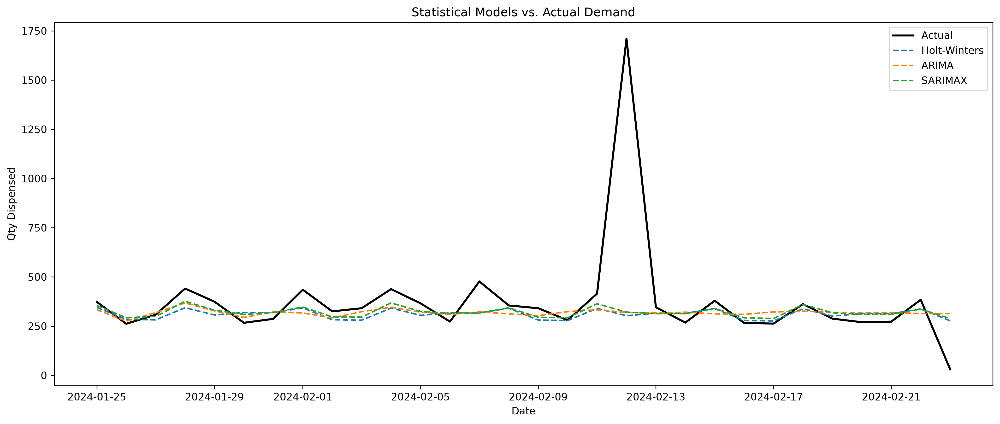 Statistical Models vs. Actual Demand
1750
1500
1250
1000
750
500
250
0
Qty Dispensed
Actual
Holt-Winters
ARIMA
SARIMAX
2024-01-25 2024-01-29 2024-02-01 2024-02-05 2024-02-09 2024-02-13 2024-02-17 2024-02-21
Date